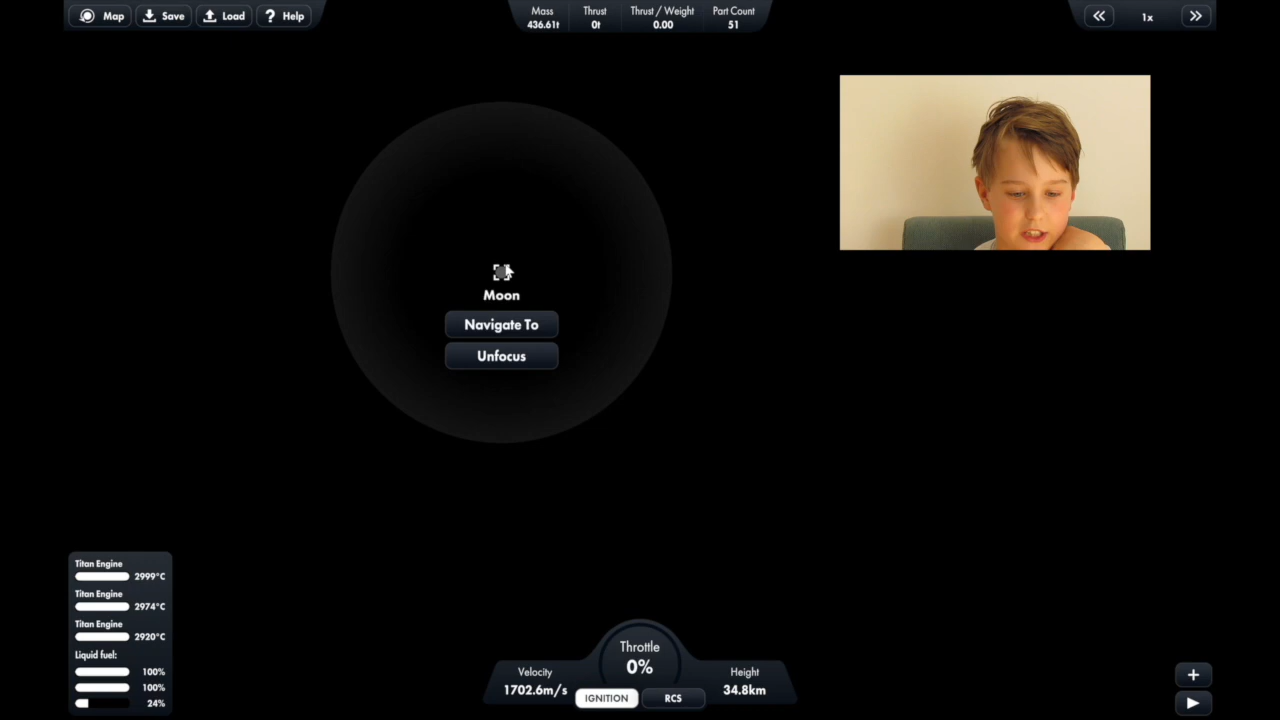 Map Save Load ? Help
Mass Thrust Thrust / Weight Part Count
436.61t 0t 0.00 51
1x
Moon
Navigate To
Unfocus
Titan Engine
2999°C
Titan Engine
2974°C
Titan Engine
2920°C
Liquid fuel:
100%
100%
24%
Throttle
0%
Velocity
1702.6m/s
IGNITION RCS
Height
34.8km